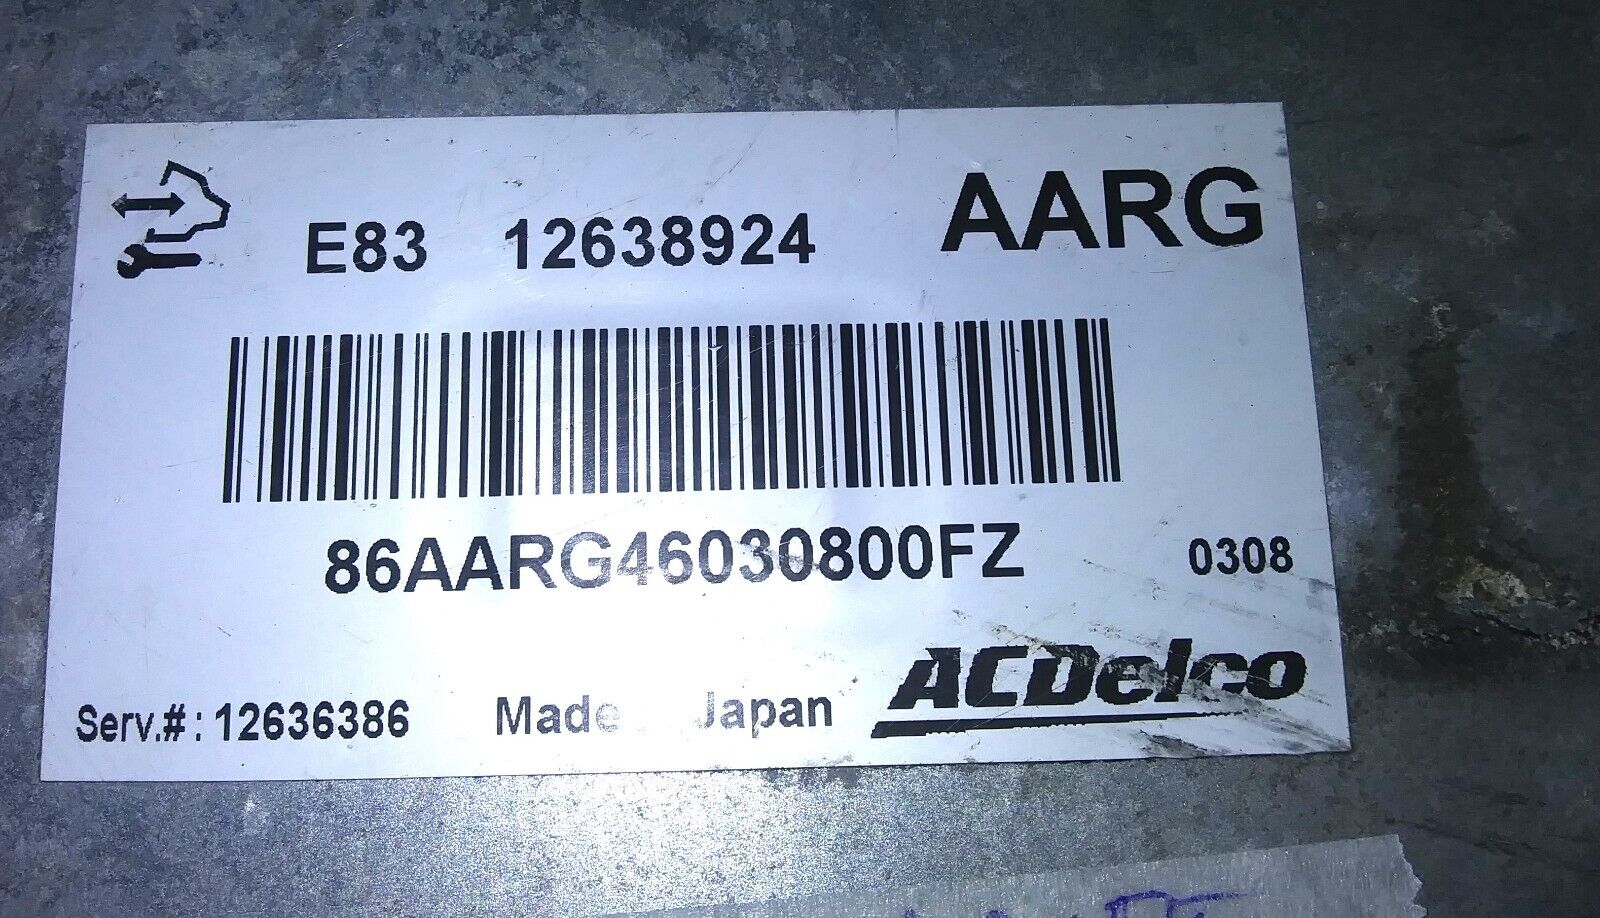 E83 12638924 AARG
86AARG46030800FZ 0308
Serv.#: 12636386 Made Japan ACDelco